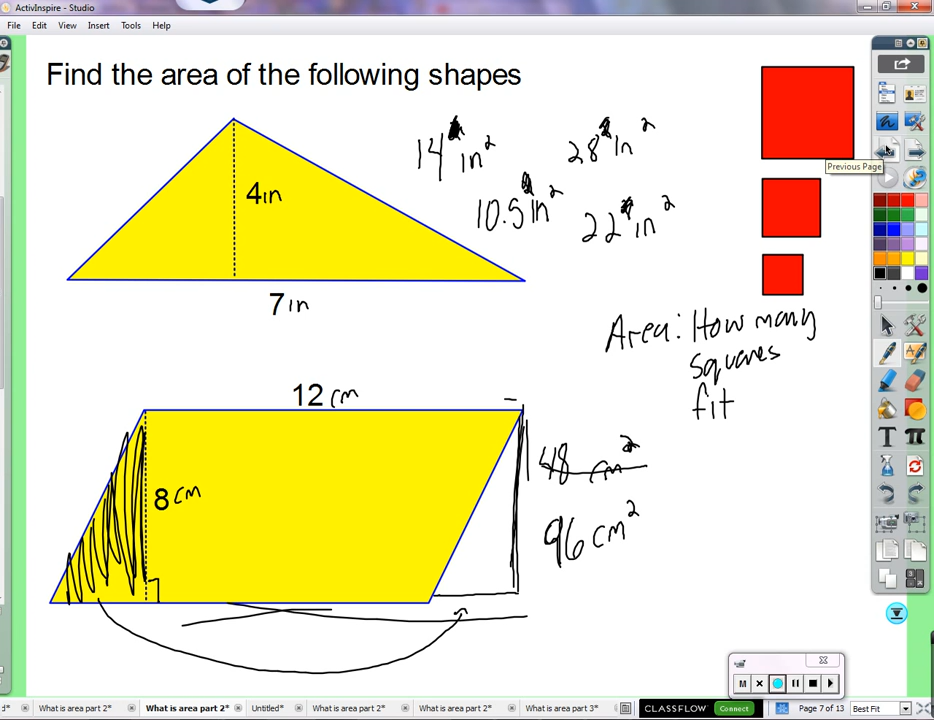 ActivInspire - Studio
File Edit View Insert Tools Help
Find the area of the following shapes
4in
7in
14 in²
28 in²
10.5 in²
22 in²
Previous Page
Area: How many
squares
fit
12 cm
8 cm
48 cm²
96 cm²
M
d* What is area part 2* What is area part 2* Untitled* What is area part 2* What is area part 2* What is area part 3* CLASSFLOW Connect Page 7 of 13 Best Fit